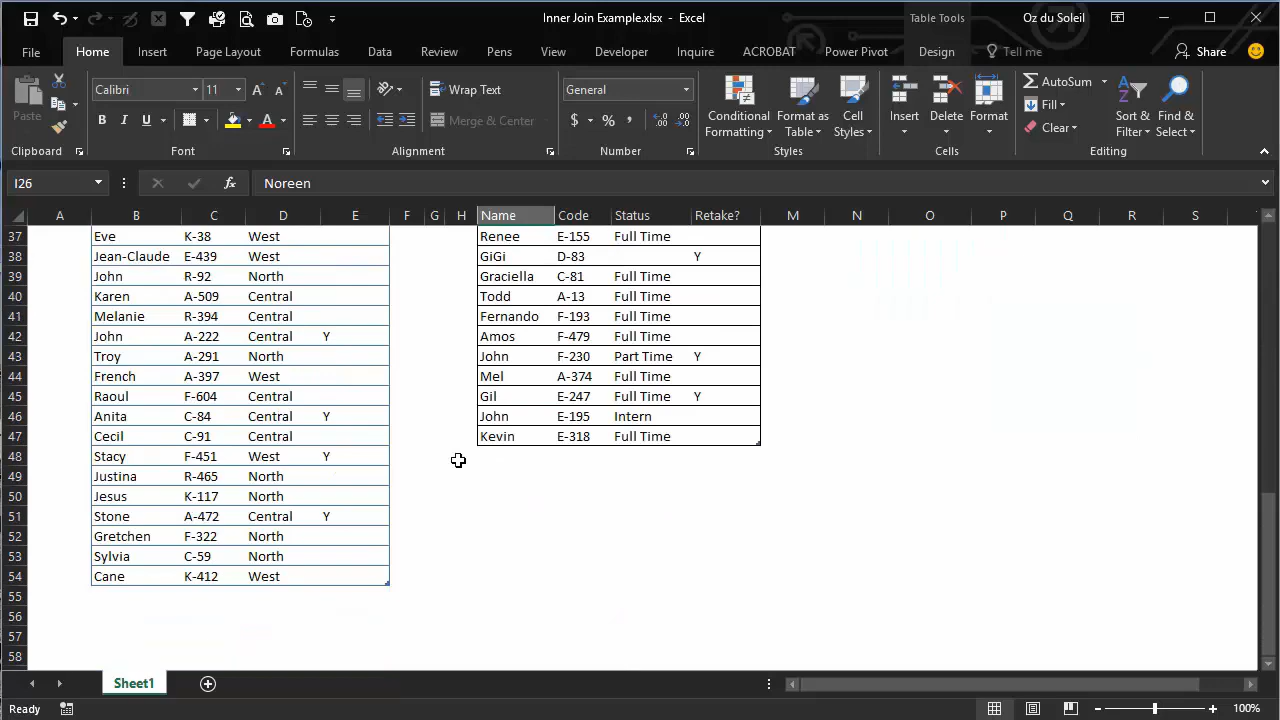 Inner Join Example.xlsx - Excel
Table Tools
Oz du Soleil
File
Home
Insert
Page Layout
Formulas
Data
Review
View
Pens
Developer
Inquire
ACROBAT
Power Pivot
Design
Tell me
Share
Paste
Clipboard
Calibri
11
B I U
A A
Font
Wrap Text
Merge & Center
Alignment
General
$ % ,
Number
Conditional Formatting
Format as Table
Cell Styles
Styles
Insert
Delete
Format
Cells
AutoSum
Fill
Clear
Sort & Filter
Find & Select
Editing
I26
fx
Noreen
A B C D E F G H Name Code Status Retake? M N O P Q R S
37 Eve K-38 West Renee E-155 Full Time
38 Jean-Claude E-439 West GiGi D-83 Y
39 John R-92 North Graciella C-81 Full Time
40 Karen A-509 Central Todd A-13 Full Time
41 Melanie R-394 Central Fernando F-193 Full Time
42 John A-222 Central Y Amos F-479 Full Time
43 Troy A-291 North John F-230 Part Time Y
44 French A-397 West Mel A-374 Full Time
45 Raoul F-604 Central Gil E-247 Full Time Y
46 Anita C-84 Central Y John E-195 Intern
47 Cecil C-91 Central Kevin E-318 Full Time
48 Stacy F-451 West Y
49 Justina R-465 North
50 Jesus K-117 North
51 Stone A-472 Central Y
52 Gretchen F-322 North
53 Sylvia C-59 North
54 Cane K-412 West
55
56
57
58
Sheet1
Ready
100%